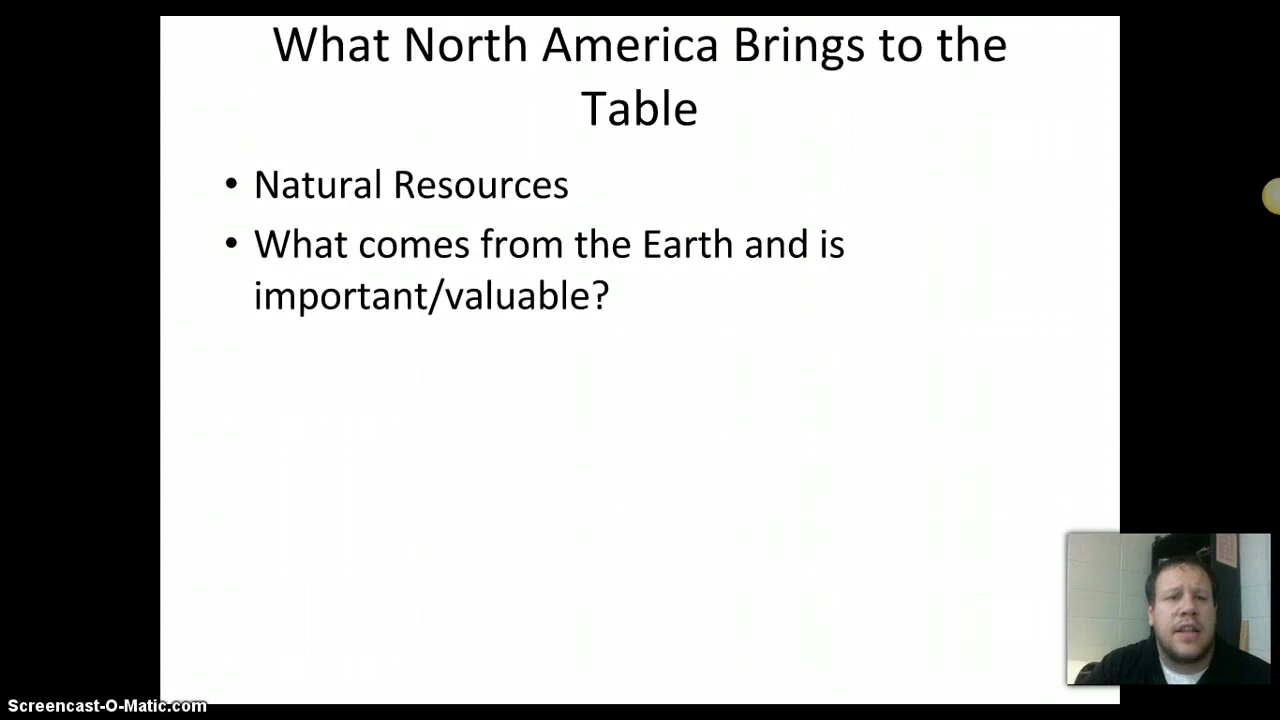 What North America Brings to the
Table
• Natural Resources
• What comes from the Earth and is
important/valuable?
Screencast-O-Matic.com